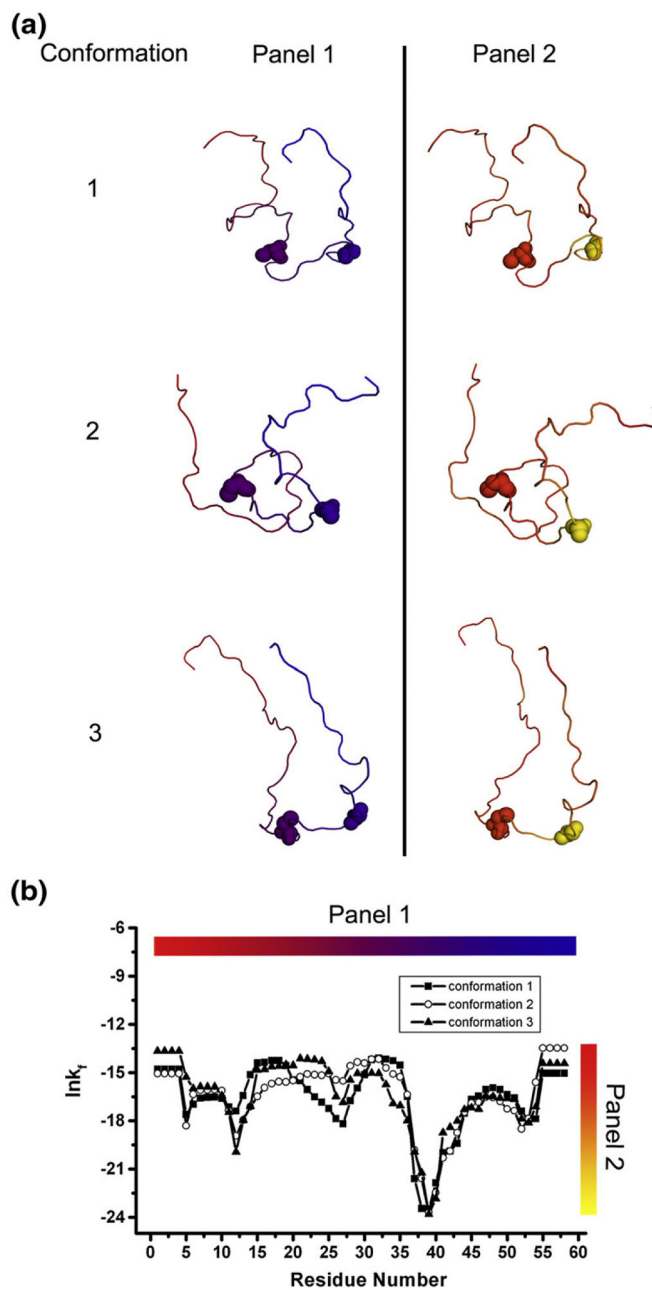 (a)
Conformation Panel 1 Panel 2
1
2
3
(b)
Panel 1
-6
-9
-12
-15
-18
-21
-24
lnkf
conformation 1
conformation 2
conformation 3
Panel 2
0 5 10 15 20 25 30 35 40 45 50 55 60
Residue Number